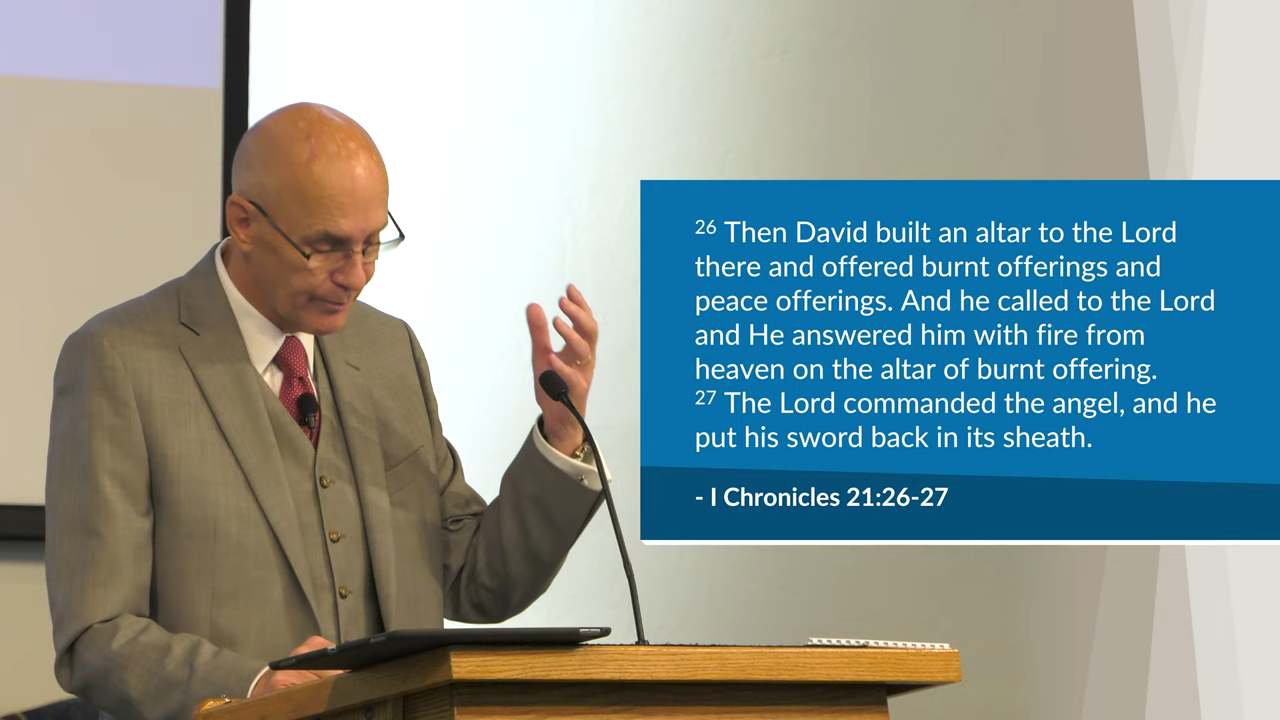 26 Then David built an altar to the Lord
there and offered burnt offerings and
peace offerings. And he called to the Lord
and He answered him with fire from
heaven on the altar of burnt offering.
27 The Lord commanded the angel, and he
put his sword back in its sheath.
- I Chronicles 21:26-27